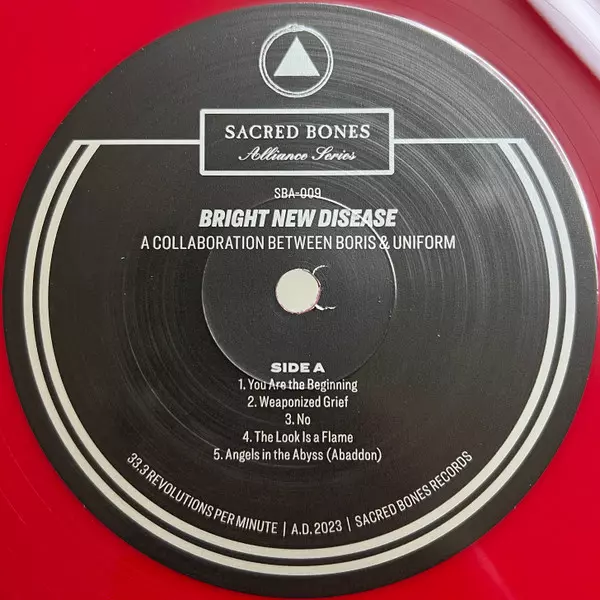 SACRED BONES
Alliance Series
SBA-009
BRIGHT NEW DISEASE
A COLLABORATION BETWEEN BORIS & UNIFORM
SIDE A
1. You Are the Beginning
2. Weaponized Grief
3. No
4. The Look Is a Flame
5. Angels in the Abyss (Abaddon)
33.3 REVOLUTIONS PER MINUTE | A.D. 2023 | SACRED BONES RECORDS